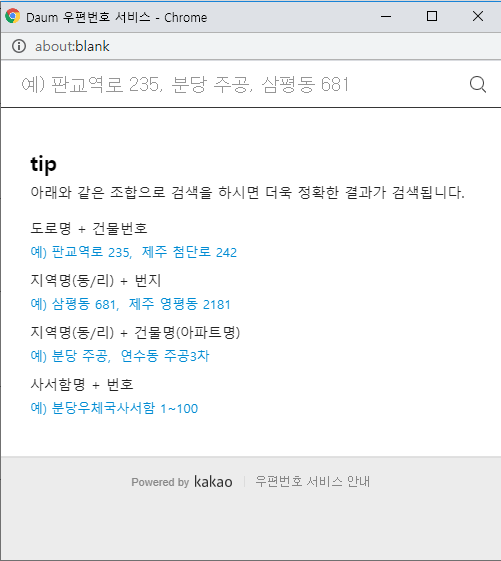 Daum 우편번호 서비스 - Chrome
about:blank
예) 판교역로 235, 분당 주공, 삼평동 681
tip
아래와 같은 조합으로 검색을 하시면 더욱 정확한 결과가 검색됩니다.
도로명 + 건물번호
예) 판교역로 235, 제주 첨단로 242
지역명(동/리) + 번지
예) 삼평동 681, 제주 영평동 2181
지역명(동/리) + 건물명(아파트명)
예) 분당 주공, 연수동 주공3차
사서함명 + 번호
예) 분당우체국사서함 1~100
Powered by kakao 우편번호 서비스 안내